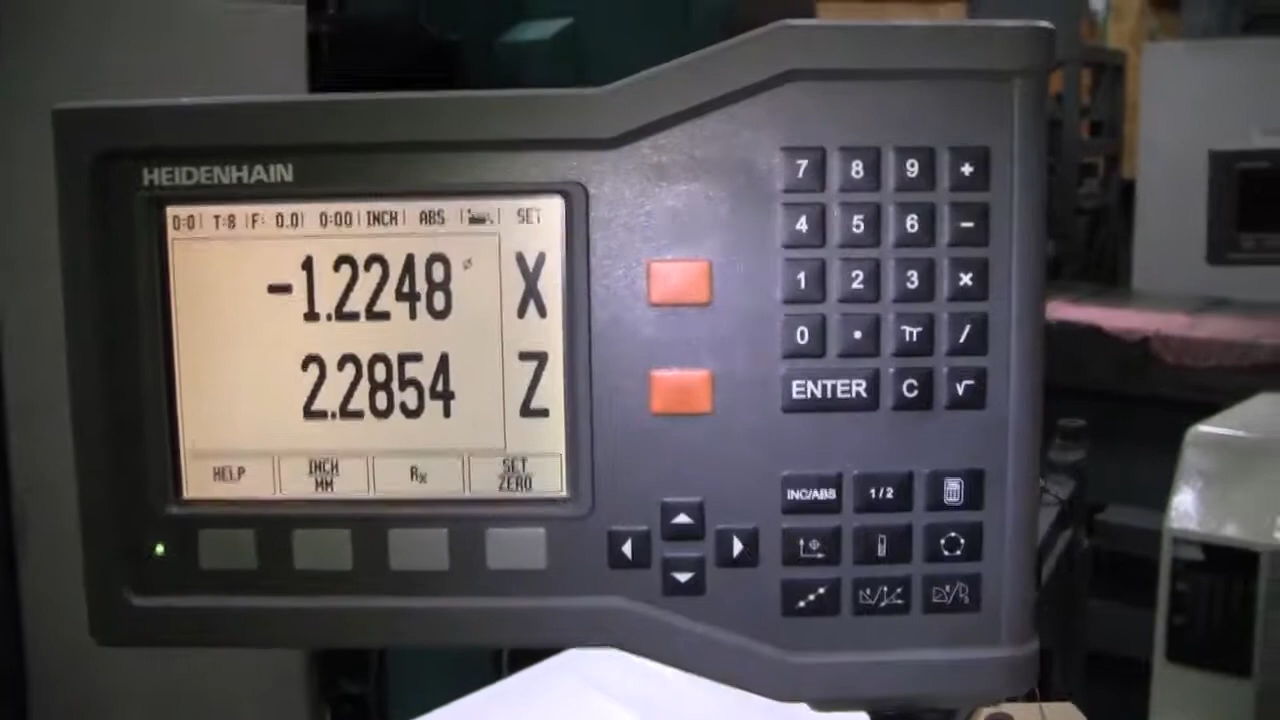 HEIDENHAIN
D:0 | T:8 | F: 0.0 | 0:00 | INCH | ABS | SET
-1.2248 ⌀ X
2.2854 Z
HELP
INCH
MM
Rx
SET
ZERO
7 8 9 +
4 5 6 -
1 2 3 ×
0 . π /
ENTER C √
INC/ABS 1/2